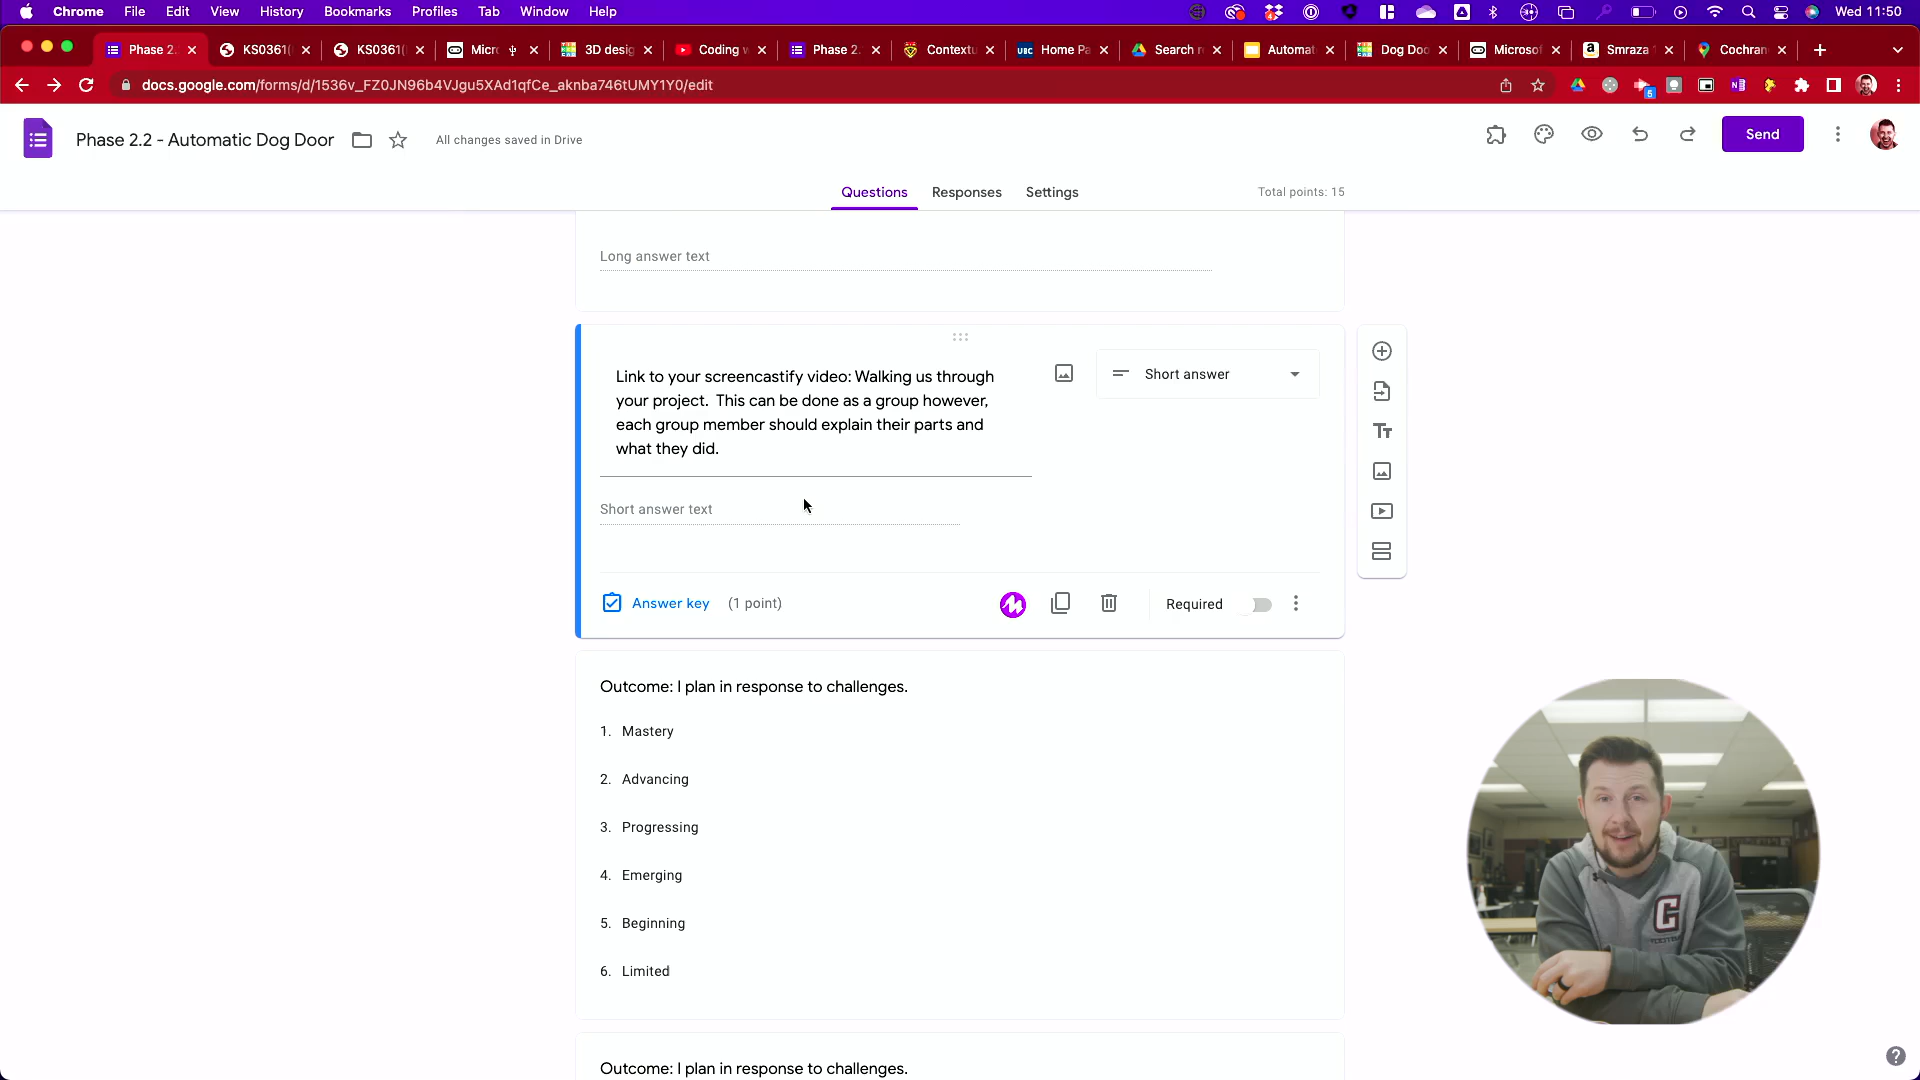 Chrome File Edit View History Bookmarks Profiles Tab Window Help Wed 11:50
Phase 2. KS0361( KS0361( Micr 3D desig Coding v Phase 2. Contextu Home Pa Search r Automat Dog Doo Microsof Smraza 1 Cochran
docs.google.com/forms/d/1536v_FZ0JN96b4VJgu5XAd1qfCe_aknba746tUMY1Y0/edit
Phase 2.2 - Automatic Dog Door All changes saved in Drive Send
Questions Responses Settings Total points: 15
Long answer text
Link to your screencastify video: Walking us through
your project. This can be done as a group however,
each group member should explain their parts and
what they did.
Short answer
Short answer text
Answer key (1 point) Required
Outcome: I plan in response to challenges.
1. Mastery
2. Advancing
3. Progressing
4. Emerging
5. Beginning
6. Limited
Outcome: I plan in response to challenges.